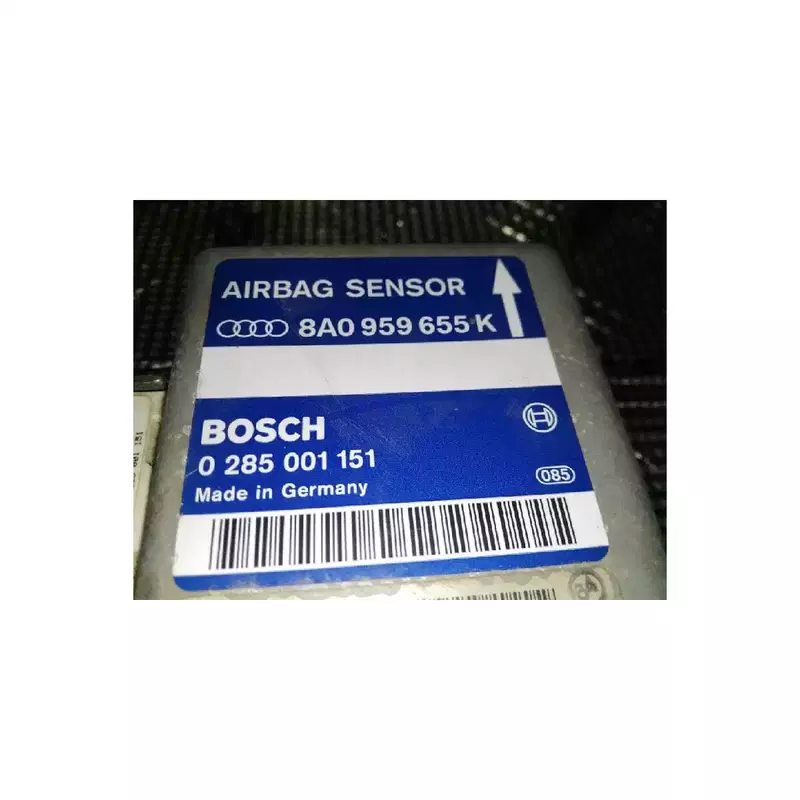 AIRBAG SENSOR
8A0 959 655 K
BOSCH
0 285 001 151
085
Made in Germany